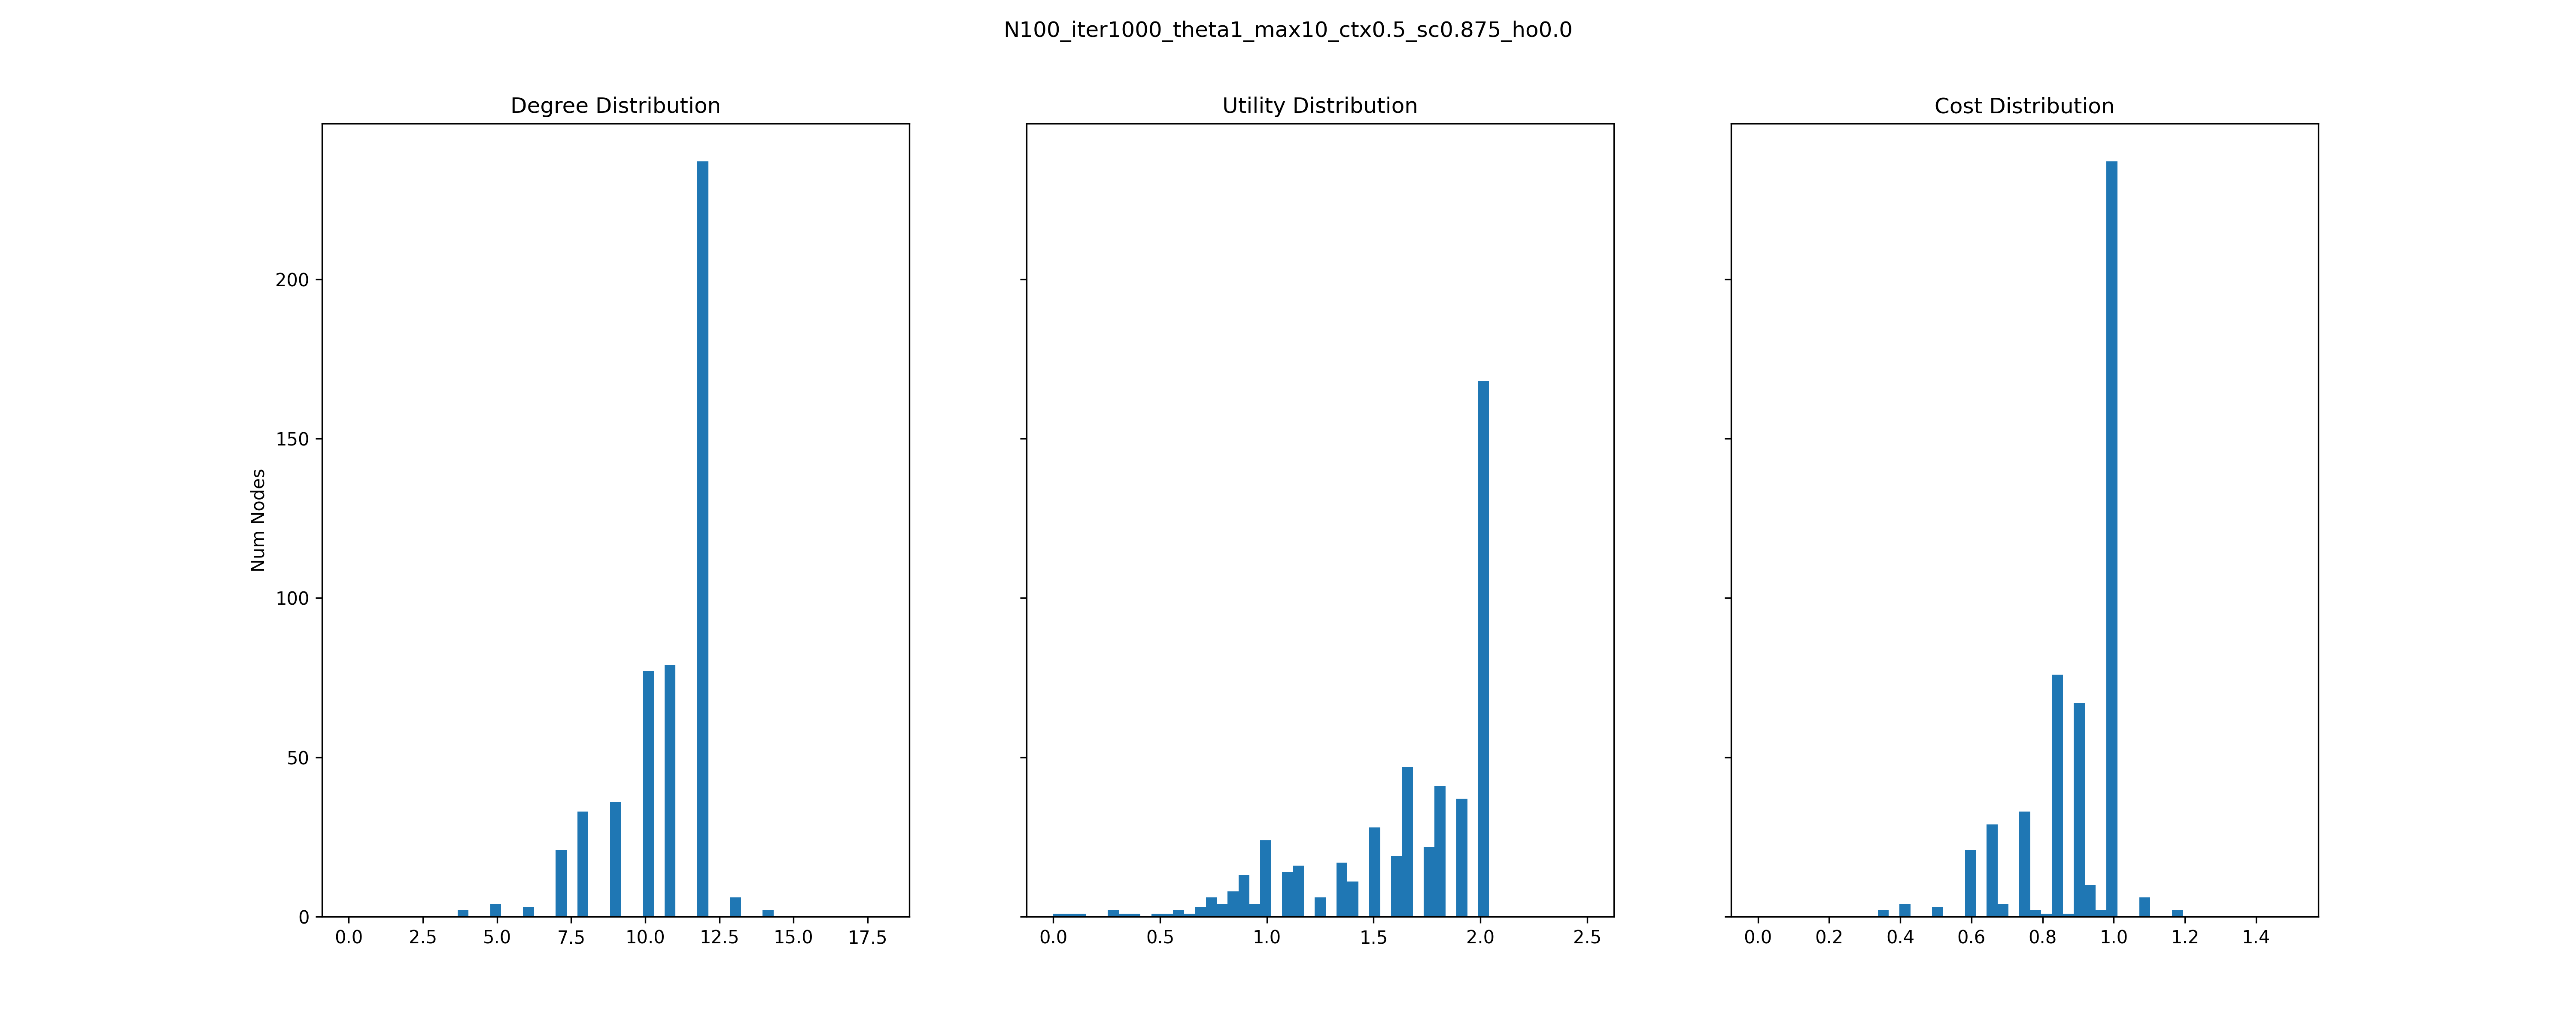 N100_iter1000_theta1_max10_ctx0.5_sc0.875_ho0.0
Degree Distribution
Num Nodes
0
50
100
150
200
0.0 2.5 5.0 7.5 10.0 12.5 15.0 17.5
Utility Distribution
0.0 0.5 1.0 1.5 2.0 2.5
Cost Distribution
0.0 0.2 0.4 0.6 0.8 1.0 1.2 1.4